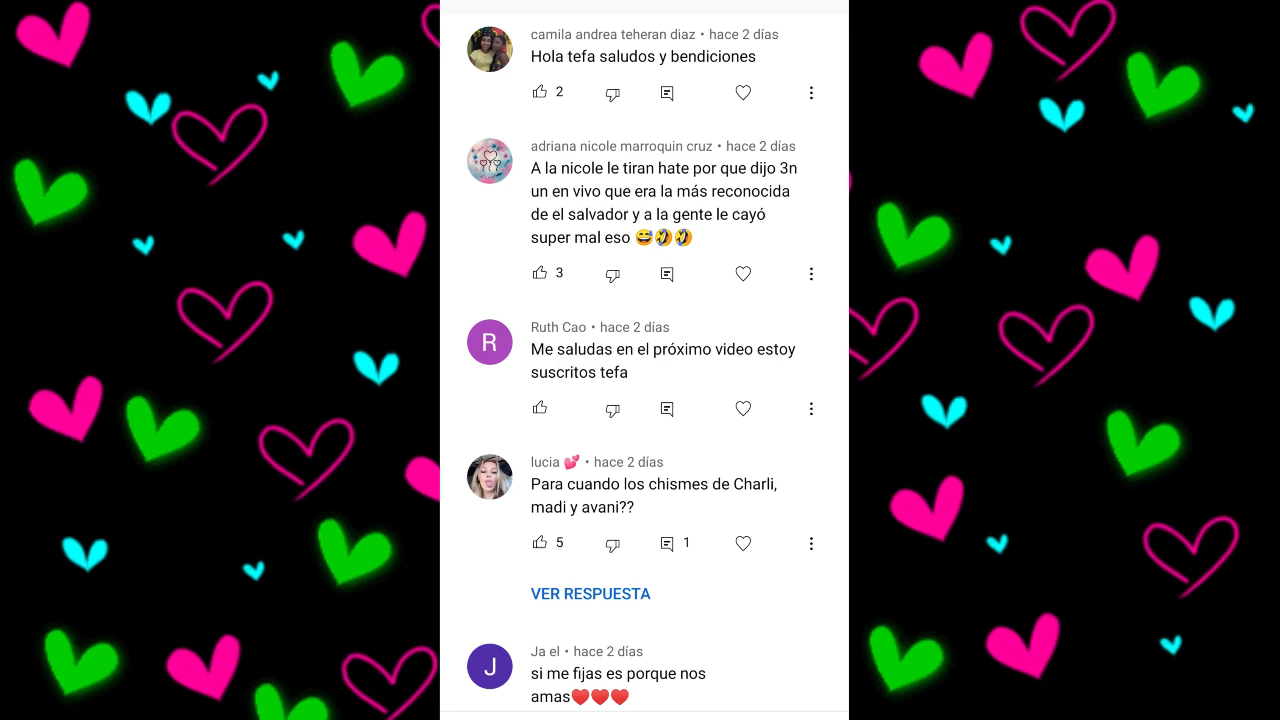 camila andrea teheran diaz • hace 2 días
Hola tefa saludos y bendiciones
2
adriana nicole marroquin cruz • hace 2 días
A la nicole le tiran hate por que dijo 3n
un en vivo que era la más reconocida
de el salvador y a la gente le cayó
super mal eso 😅🤣🤣
3
R
Ruth Cao • hace 2 días
Me saludas en el próximo video estoy
suscritos tefa
lucia 💕 • hace 2 días
Para cuando los chismes de Charli,
madi y avani??
5 1
VER RESPUESTA
J
Ja el • hace 2 días
si me fijas es porque nos
amas♥️♥️♥️